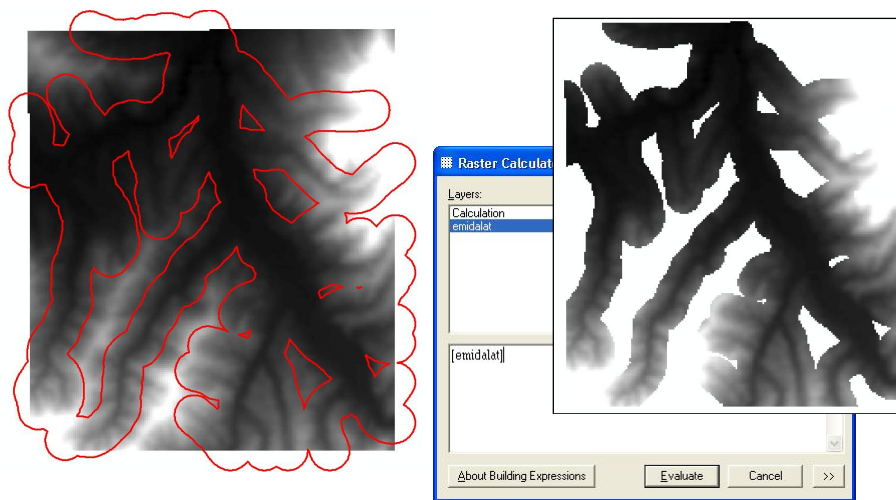 Raster Calculat
Layers:
Calculation
emidalat
[emidalat]
About Building Expressions
Evaluate
Cancel
>>